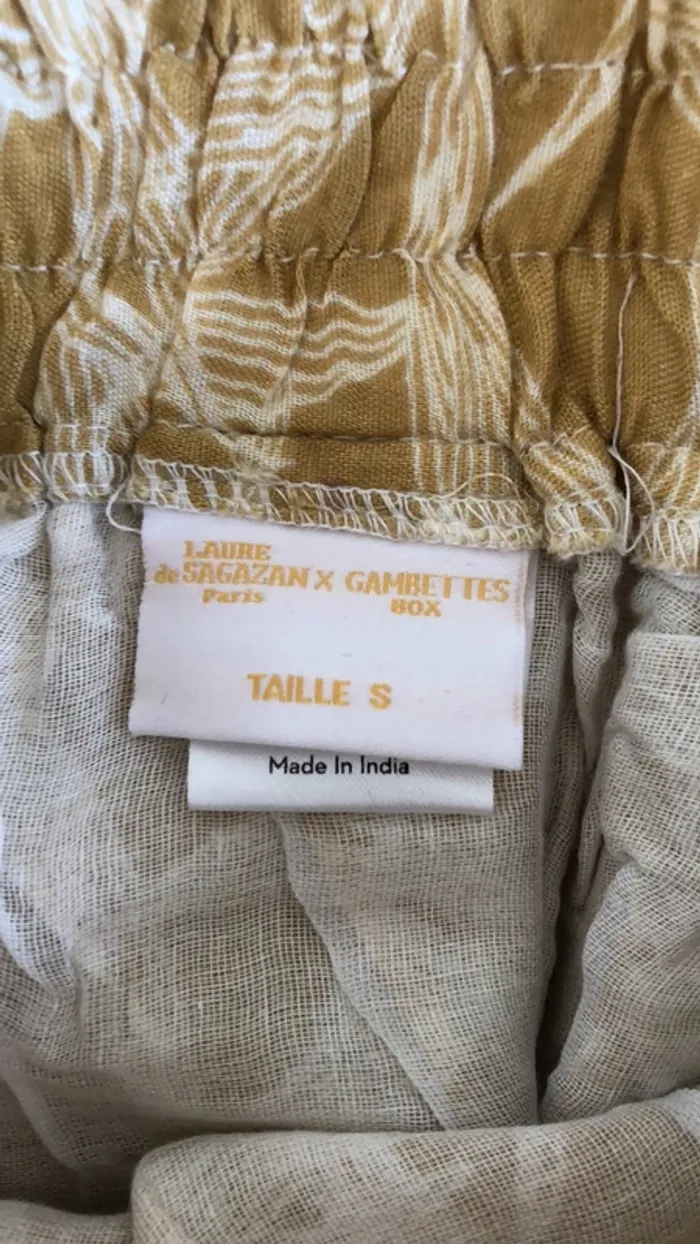 LAURE
de SAGAZAN X GAMBETTES
Paris BOX
TAILLE S
Made In India